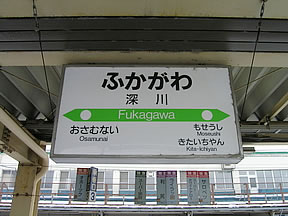 ふかがわ
深川
Fukagawa
おさむない
Osamunai
もせうし
Moseushi
きたいちやん
Kita-Ichiyan